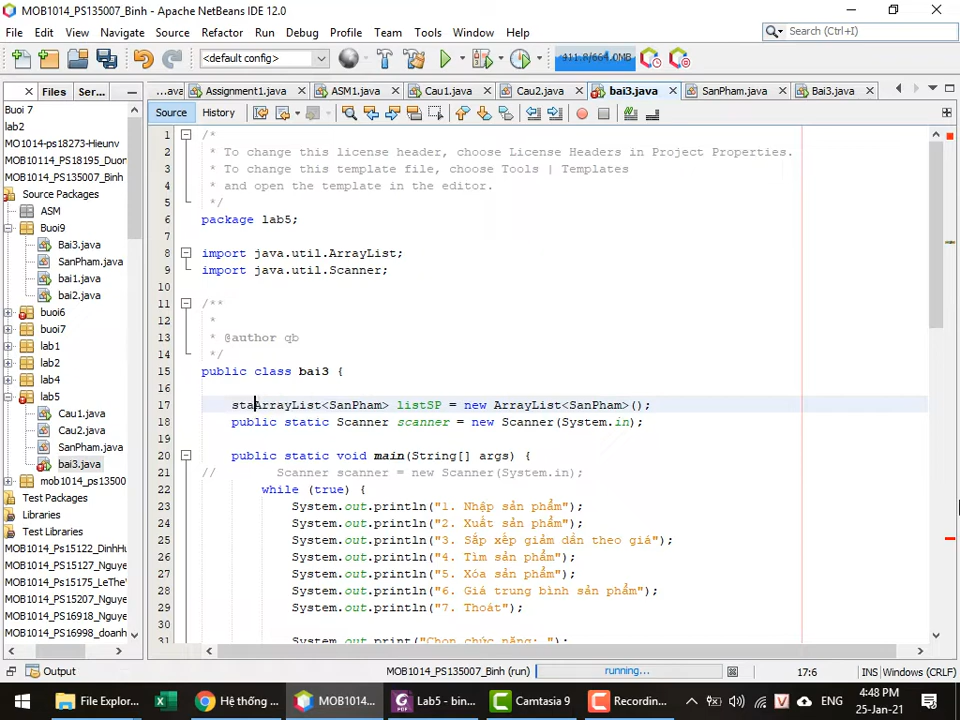 MOB1014_PS135007_Binh - Apache NetBeans IDE 12.0
File Edit View Navigate Source Refactor Run Debug Profile Team Tools Window Help
Search (Ctrl+I)
<default config>
911.8/664.0MB
Files
Ser...
...ava
Assignment1.java
ASM1.java
Cau1.java
Cau2.java
bai3.java
SanPham.java
Bai3.java
Source
History
Buoi 7
lab2
MO1014-ps18273-Hieunv
MOB10114_PS18195_Duon
MOB1014_PS135007_Binh
Source Packages
ASM
Buoi9
Bai3.java
SanPham.java
bai1.java
bai2.java
buoi6
buoi7
lab1
lab2
lab4
lab5
Cau1.java
Cau2.java
SanPham.java
bai3.java
mob1014_ps13500
Test Packages
Libraries
Test Libraries
MOB1014_Ps15122_DinhHu
MOB1014_Ps15127_Nguye
MOB1014_Ps15175_LeThe'
MOB1014_PS15207_Nguye
MOB1014_PS16918_Nguye
MOB1014_PS16998_doanh
1 /*
2 * To change this license header, choose License Headers in Project Properties.
3 * To change this template file, choose Tools | Templates
4 * and open the template in the editor.
5 */
6 package lab5;
7
8 import java.util.ArrayList;
9 import java.util.Scanner;
10
11 /**
12 *
13 * @author qb
14 */
15 public class bai3 {
16
17 staArrayList<SanPham> listSP = new ArrayList<SanPham>();
18 public static Scanner scanner = new Scanner(System.in);
19
20 public static void main(String[] args) {
21 // Scanner scanner = new Scanner(System.in);
22 while (true) {
23 System.out.println("1. Nhập sản phẩm");
24 System.out.println("2. Xuất sản phẩm");
25 System.out.println("3. Sắp xếp giảm dần theo giá");
26 System.out.println("4. Tìm sản phẩm");
27 System.out.println("5. Xóa sản phẩm");
28 System.out.println("6. Giá trung bình sản phẩm");
29 System.out.println("7. Thoát");
30
31 System.out.print("Chọn chức năng: ");
Output
MOB1014_PS135007_Binh (run)
running...
17:6
INS
Windows (CRLF)
File Explor...
Hệ thống ...
MOB1014...
Lab5 - bin...
Camtasia 9
Recordin...
ENG
4:48 PM
25-Jan-21